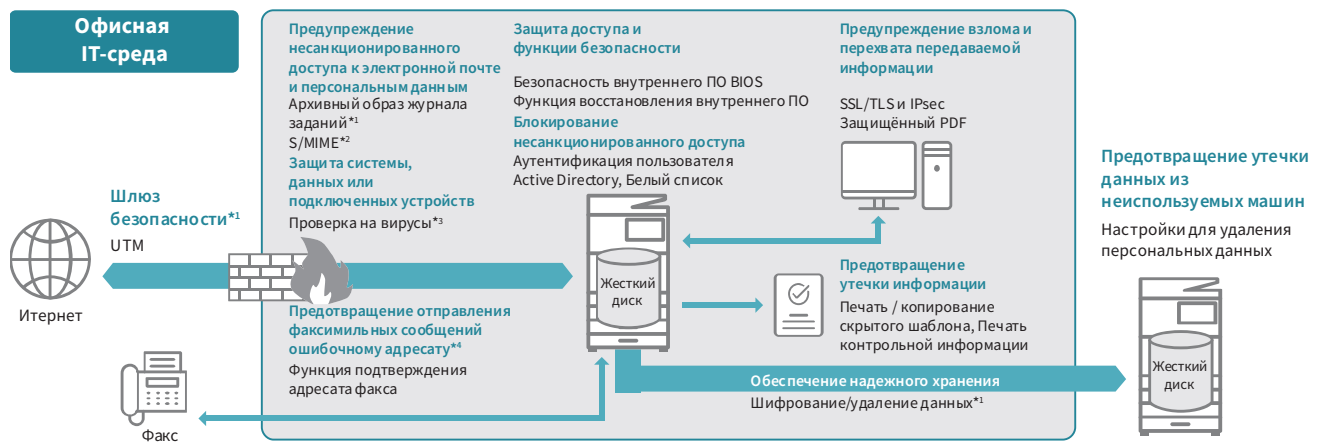 Офисная
IT-среда
Интернет
Шлюз
безопасности*1
UTM
Факс
Предупреждение
несанкционированного
доступа к электронной почте
и персональным данным
Архивный образ журнала
заданий*1
S/MIME*2
Защита системы,
данных или
подключенных устройств
Проверка на вирусы*3
Предотвращение отправления
факсимильных сообщений
ошибочному адресату*4
Функция подтверждения
адресата факса
Защита доступа и
функции безопасности
Безопасность внутреннего ПО BIOS
Функция восстановления внутреннего ПО
Блокирование
несанкционированного доступа
Аутентификация пользователя
Active Directory, Белый список
Жесткий
диск
Предупреждение взлома и
перехвата передаваемой
информации
SSL/TLS и IPsec
Защищённый PDF
Предотвращение
утечки информации
Печать / копирование
скрытого шаблона, Печать
контрольной информации
Обеспечение надежного хранения
Шифрование/удаление данных*1
Предотвращение утечки
данных из
неиспользуемых машин
Настройки для удаления
персональных данных
Жесткий
диск